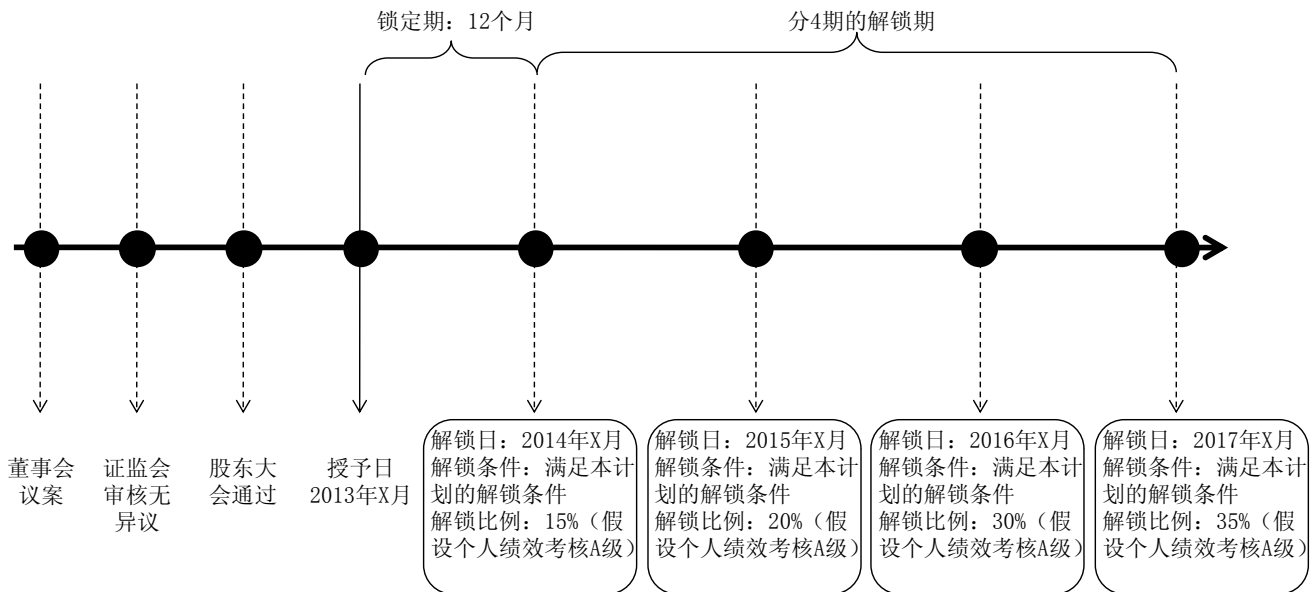 锁定期：12个月
分4期的解锁期
董事会
议案
证监会
审核无
异议
股东大
会通过
授予日
2013年X月
解锁日：2014年X月
解锁条件：满足本计
划的解锁条件
解锁比例：15%（假
设个人绩效考核A级）
解锁日：2015年X月
解锁条件：满足本计
划的解锁条件
解锁比例：20%（假
设个人绩效考核A级）
解锁日：2016年X月
解锁条件：满足本计
划的解锁条件
解锁比例：30%（假
设个人绩效考核A级）
解锁日：2017年X月
解锁条件：满足本计
划的解锁条件
解锁比例：35%（假
设个人绩效考核A级）